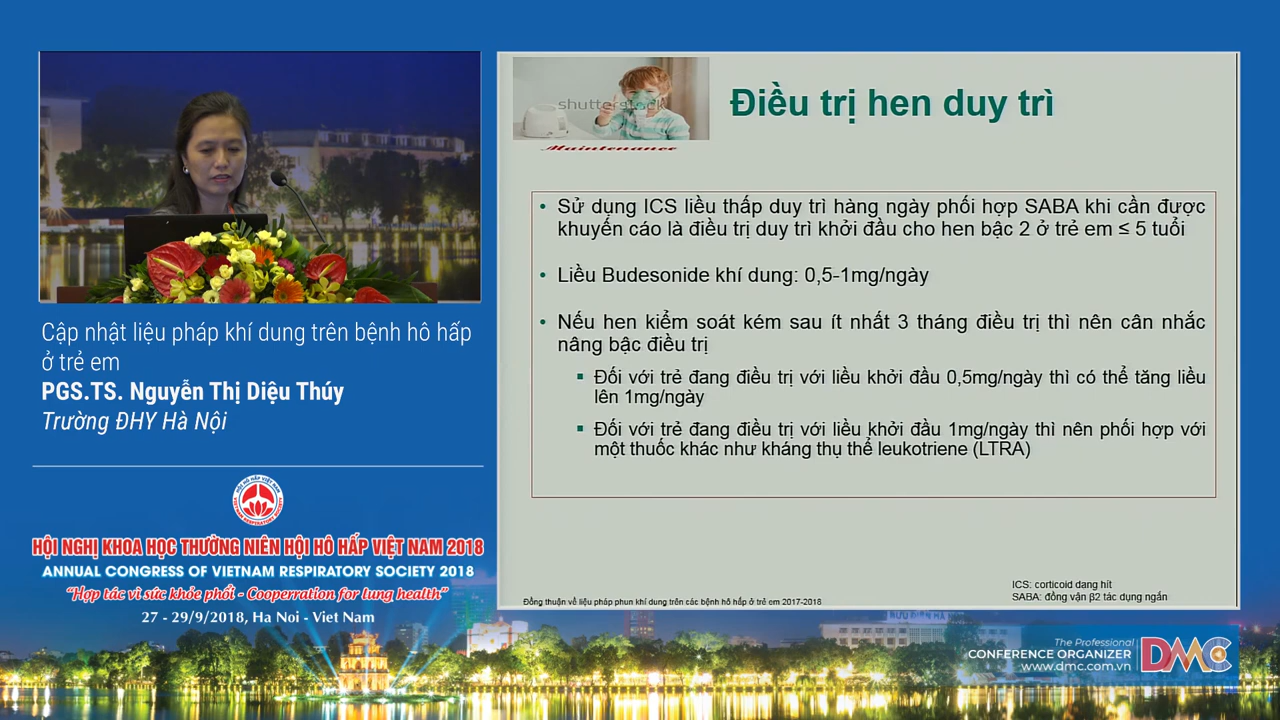 shutterstock
Maintenance
Điều trị hen duy trì
• Sử dụng ICS liều thấp duy trì hàng ngày phối hợp SABA khi cần được
khuyến cáo là điều trị duy trì khởi đầu cho hen bậc 2 ở trẻ em ≤ 5 tuổi
• Liều Budesonide khí dung: 0,5-1mg/ngày
• Nếu hen kiểm soát kém sau ít nhất 3 tháng điều trị thì nên cân nhắc
nâng bậc điều trị
▪ Đối với trẻ đang điều trị với liều khởi đầu 0,5mg/ngày thì có thể tăng liều
lên 1mg/ngày
▪ Đối với trẻ đang điều trị với liều khởi đầu 1mg/ngày thì nên phối hợp với
một thuốc khác như kháng thụ thể leukotriene (LTRA)
ICS: corticoid dạng hít
SABA: đồng vận β2 tác dụng ngắn
Đồng thuận về liệu pháp phun khí dung trên các bệnh hô hấp ở trẻ em 2017-2018
Cập nhật liệu pháp khí dung trên bệnh hô hấp
ở trẻ em
PGS.TS. Nguyễn Thị Diệu Thúy
Trường ĐHY Hà Nội
HỘI HÔ HẤP VIỆT NAM
VIETNAM RESPIRATORY SOCIETY
HỘI NGHỊ KHOA HỌC THƯỜNG NIÊN HỘI HÔ HẤP VIỆT NAM 2018
ANNUAL CONGRESS OF VIETNAM RESPIRATORY SOCIETY 2018
“Hợp tác vì sức khỏe phổi - Cooperration for lung health”
27 - 29/9/2018, Ha Noi - Viet Nam
The Professional
CONFERENCE ORGANIZER
www.dmc.com.vn
DMC